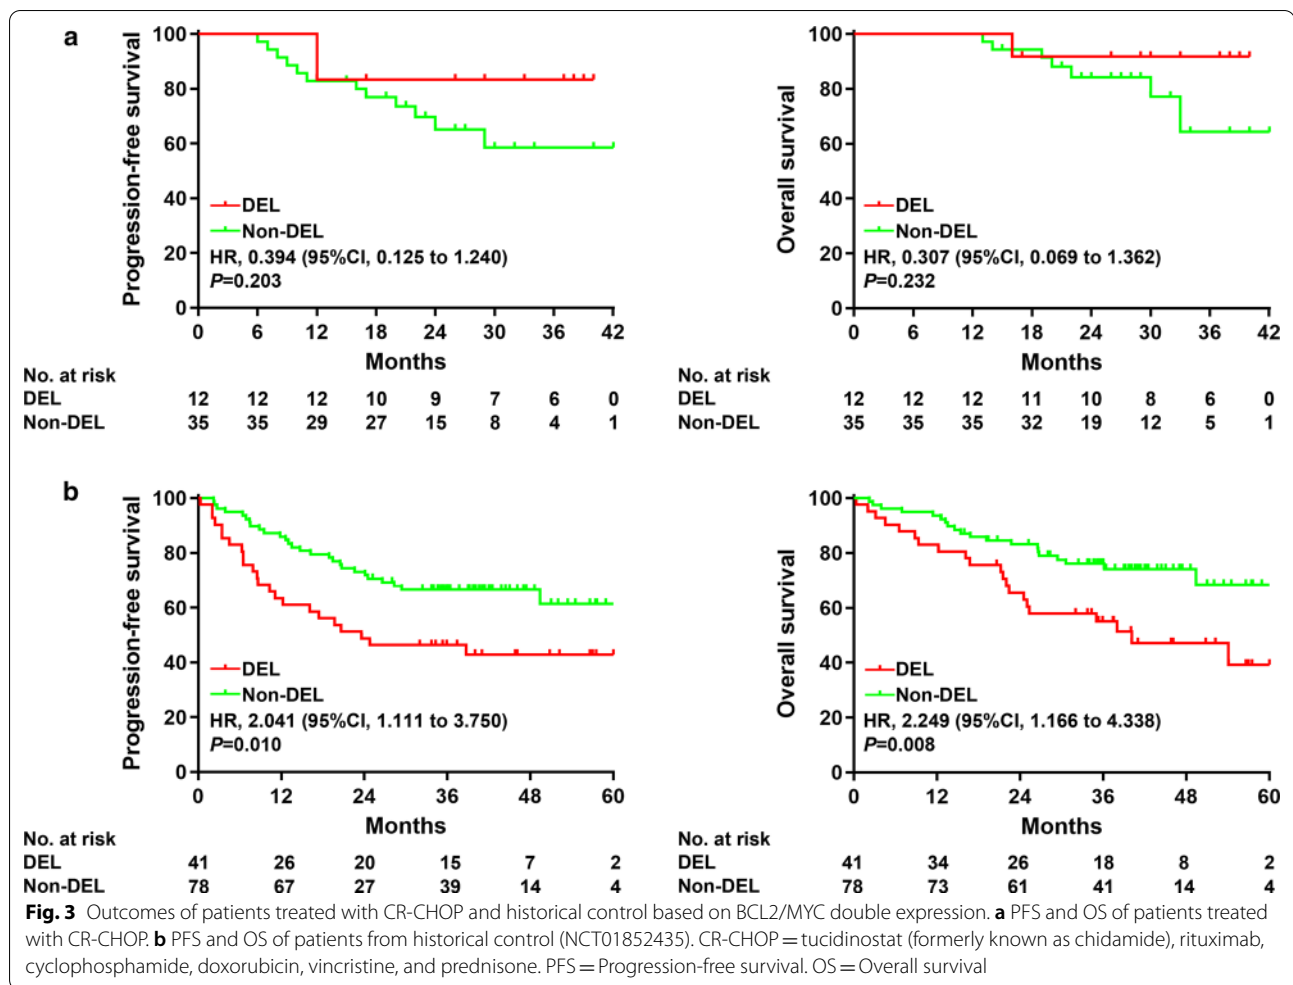 a
100
80
60
40
20
0
Progression-free survival
DEL
Non-DEL
HR, 0.394 (95%CI, 0.125 to 1.240)
P=0.203
0 6 12 18 24 30 36 42
Months
No. at risk
DEL 12 12 12 10 9 7 6 0
Non-DEL 35 35 29 27 15 8 4 1
100
80
60
40
20
0
Overall survival
DEL
Non-DEL
HR, 0.307 (95%CI, 0.069 to 1.362)
P=0.232
0 6 12 18 24 30 36 42
Months
No. at risk
DEL 12 12 12 11 10 8 6 0
Non-DEL 35 35 35 32 19 12 5 1
b
100
80
60
40
20
0
Progression-free survival
DEL
Non-DEL
HR, 2.041 (95%CI, 1.111 to 3.750)
P=0.010
0 12 24 36 48 60
Months
No. at risk
DEL 41 26 20 15 7 2
Non-DEL 78 67 27 39 14 4
100
80
60
40
20
0
Overall survival
DEL
Non-DEL
HR, 2.249 (95%CI, 1.166 to 4.338)
P=0.008
0 12 24 36 48 60
Months
No. at risk
DEL 41 34 26 18 8 2
Non-DEL 78 73 61 41 14 4
Fig. 3 Outcomes of patients treated with CR-CHOP and historical control based on BCL2/MYC double expression. a PFS and OS of patients treated
with CR-CHOP. b PFS and OS of patients from historical control (NCT01852435). CR-CHOP = tucidinostat (formerly known as chidamide), rituximab,
cyclophosphamide, doxorubicin, vincristine, and prednisone. PFS = Progression-free survival. OS = Overall survival